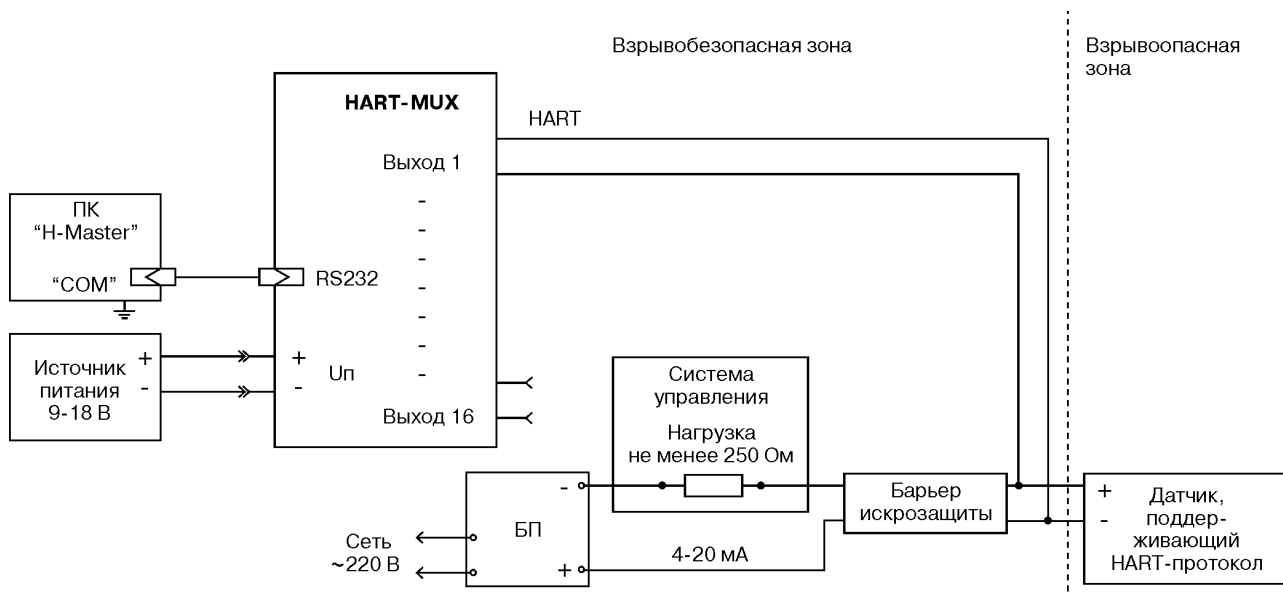 Взрывобезопасная зона
Взрывоопасная
зона
HART-MUX
HART
Выход 1
-
-
-
-
-
-
-
ПК
“H-Master”
“COM”
RS232
Источник
питания
9-18 В
+
-
+
-
Uп
Выход 16
Система
управления
Нагрузка
не менее 250 Ом
БП
-
+
Сеть
~220 В
4-20 мА
Барьер
искрозащиты
+
-
Датчик,
поддер-
живающий
HART-протокол